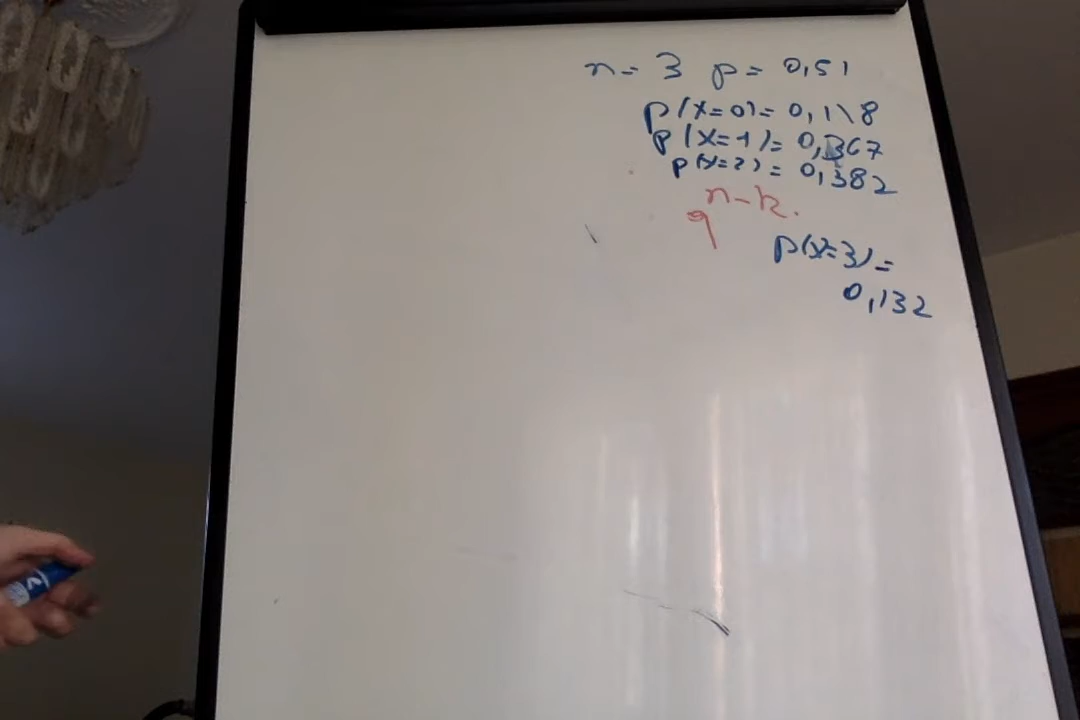 n = 3 p = 0,51
p(x=0) = 0,118
p(x=1) = 0,367
p(x=2) = 0,382
q n-k.
p(x=3) =
0,132